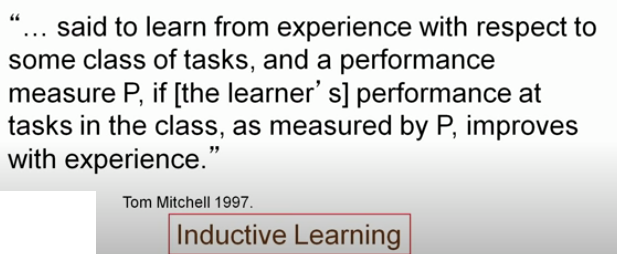 “… said to learn from experience with respect to
some class of tasks, and a performance
measure P, if [the learner’s] performance at
tasks in the class, as measured by P, improves
with experience.”
Tom Mitchell 1997.
Inductive Learning